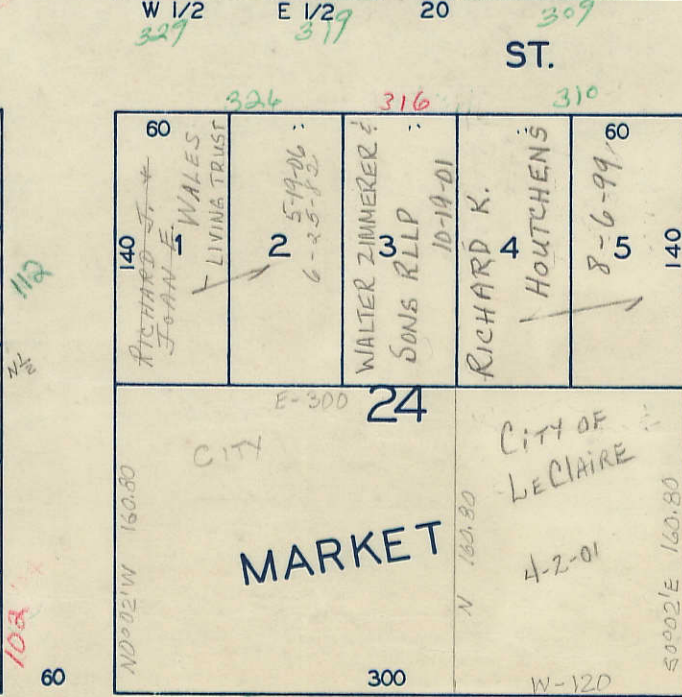 W 1/2
E 1/2
20
329
319
309
ST.
324
316
310
60
RICHARD J. +
JOAN E. WALES
LIVING TRUST
140
1
2
5-19-06
6-25-82
WALTER ZIMMERER &
SONS RLLP
3
10-19-01
RICHARD K.
4
HOUTCHENS
60
8-6-99
5
140
112
N 1/2
E-300
24
CITY
CITY OF
LECLAIRE
4-2-01
MARKET
N0°02'W 160.80
N 160.80
S0°02'E 160.80
102
60
300
W-120